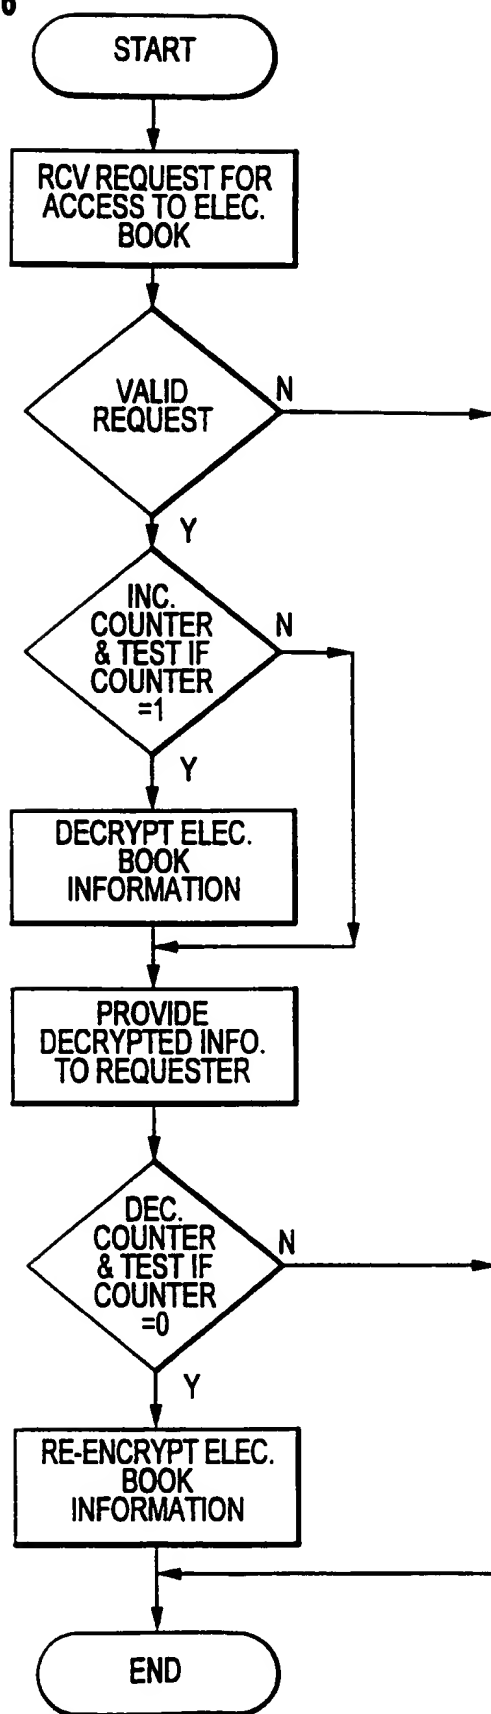 6
START
RCV REQUEST FOR
ACCESS TO ELEC.
BOOK
VALID
REQUEST
N
Y
INC.
COUNTER
& TEST IF
COUNTER
=1
N
Y
DECRYPT ELEC.
BOOK
INFORMATION
PROVIDE
DECRYPTED INFO.
TO REQUESTER
DEC.
COUNTER
& TEST IF
COUNTER
=0
N
Y
RE-ENCRYPT ELEC.
BOOK
INFORMATION
END